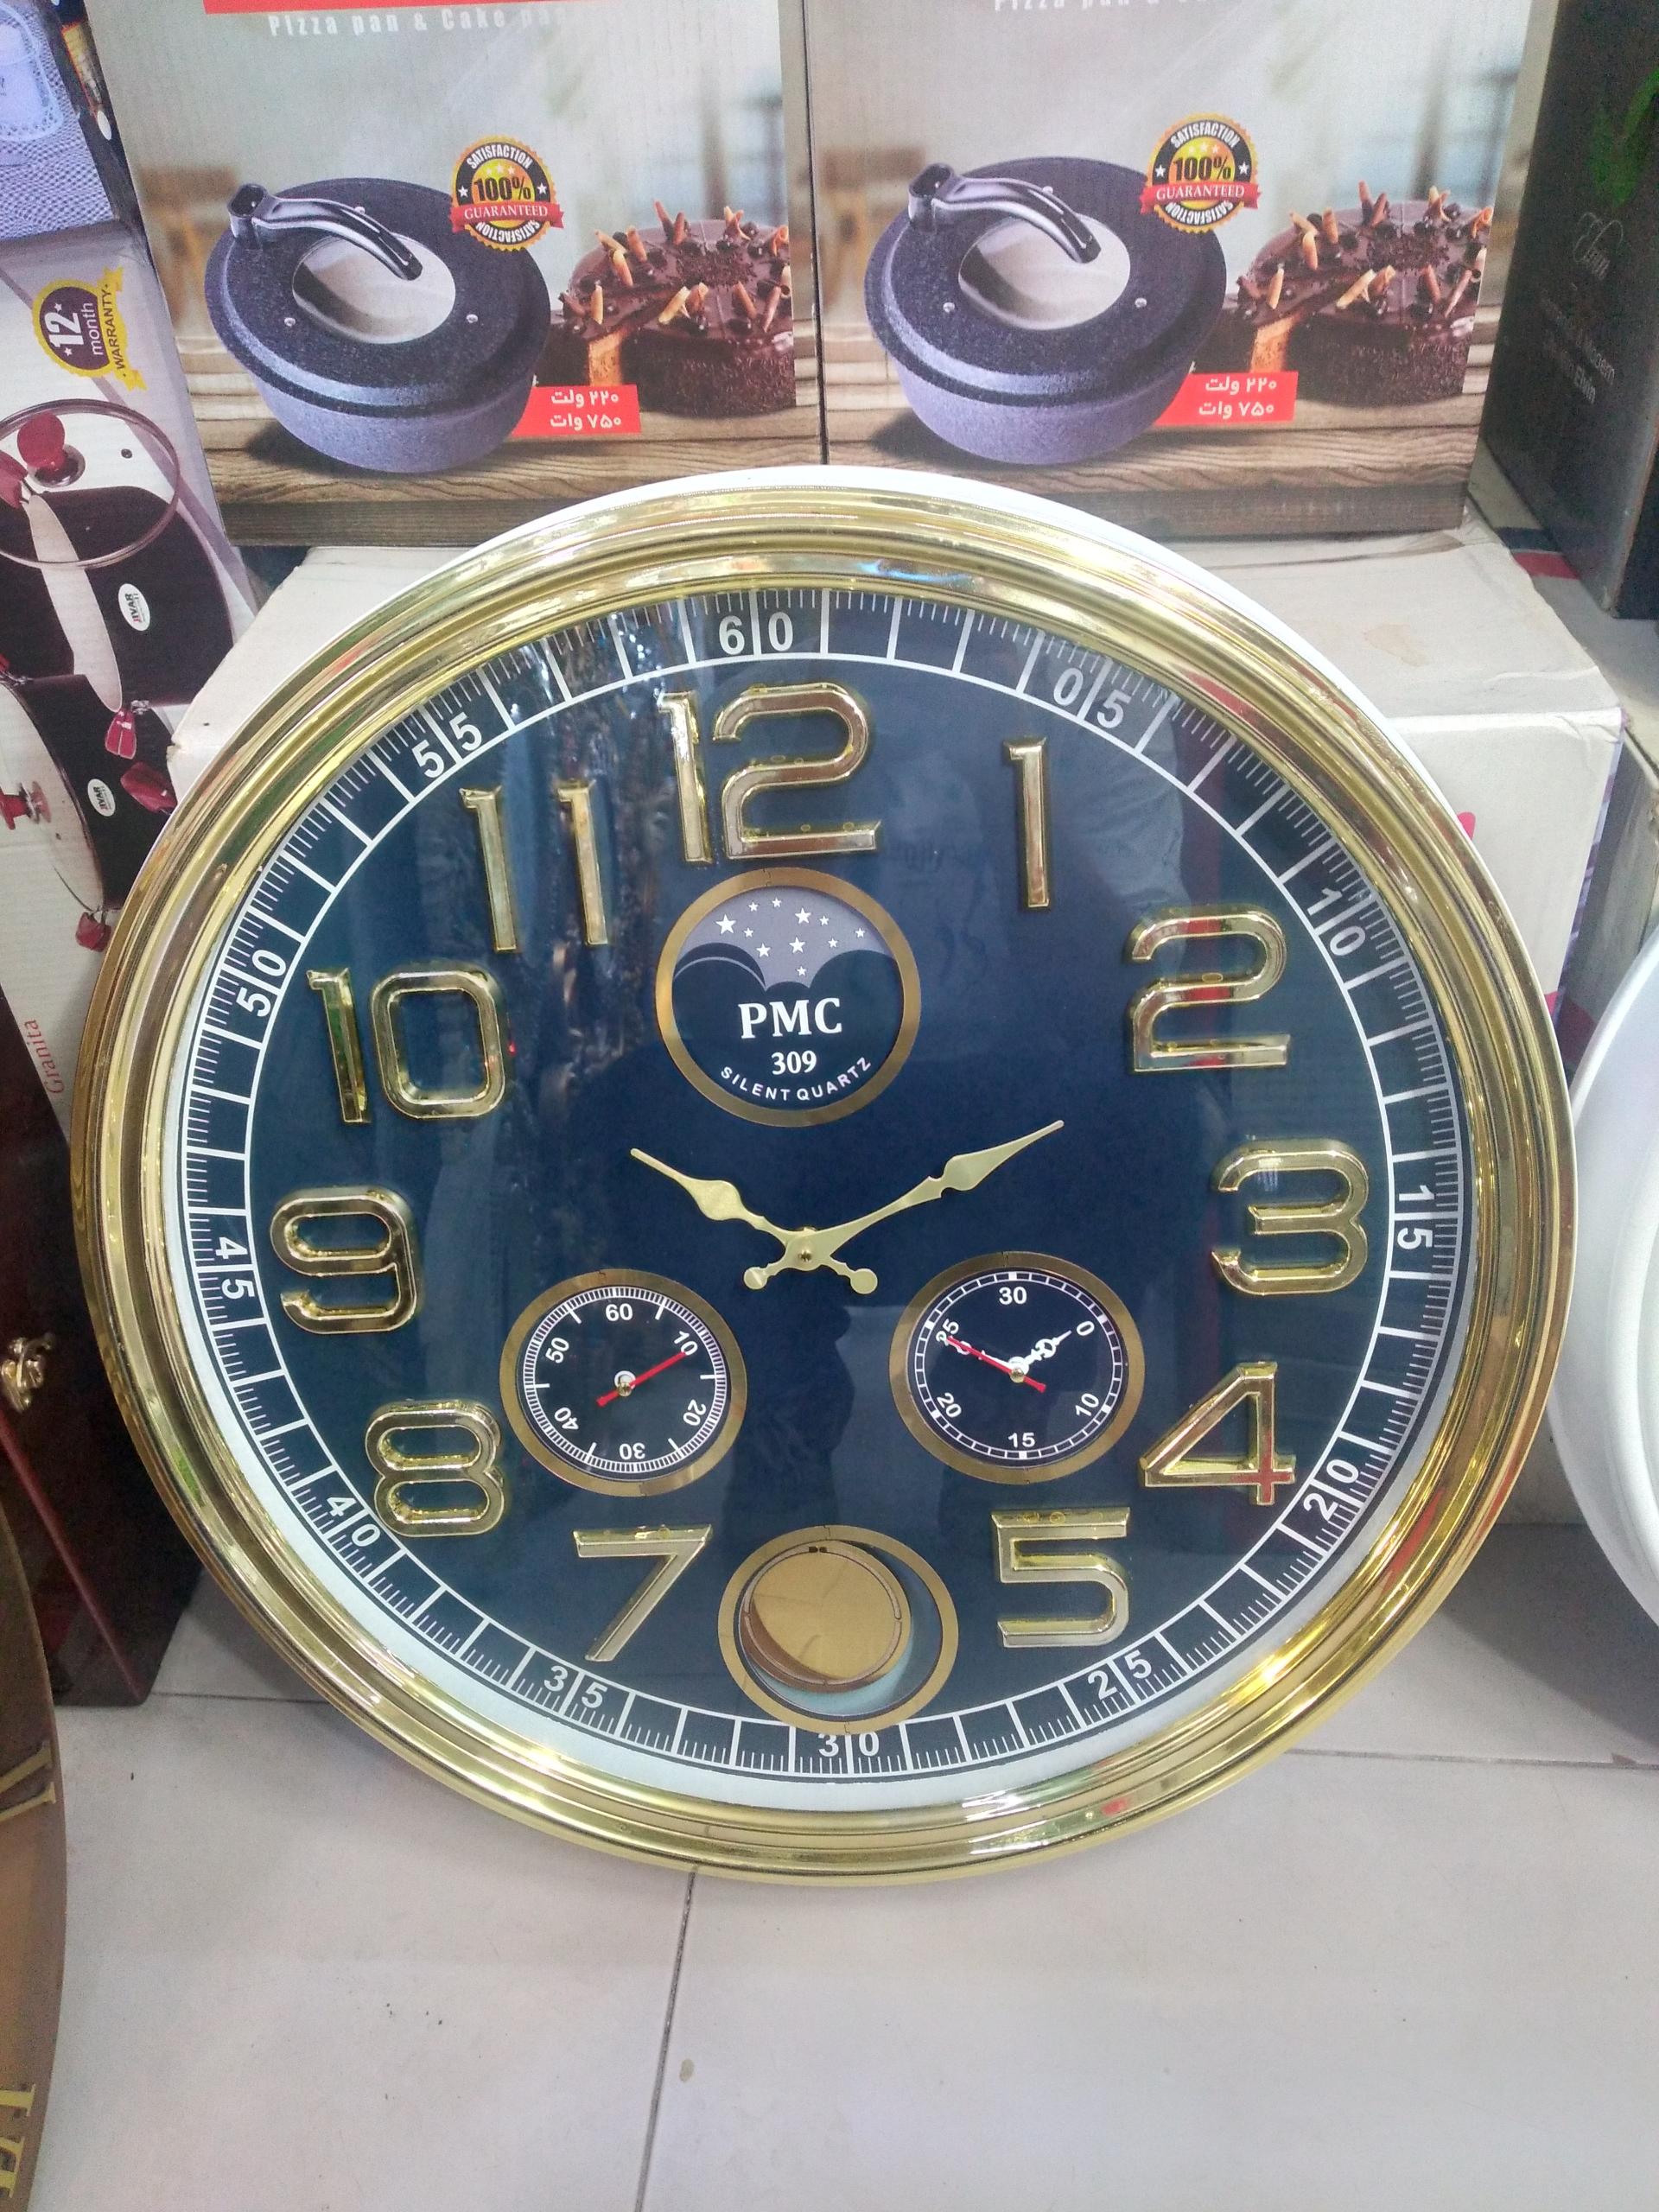 Pizza pan & Cake pan
SATISFACTION
100%
GUARANTEED
SATISFACTION
SATISFACTION
100%
GUARANTEED
SATISFACTION
12
month
WARRANTY
۲۲۰ ولت
۷۵۰ وات
۲۲۰ ولت
۷۵۰ وات
JIVAR
JIVAR
Granita
60
05
10
15
20
25
30
35
40
45
50
55
12
1
2
3
4
5
7
8
9
10
11
PMC
309
SILENT QUARTZ
60
10
20
30
40
50
30
0
10
15
20
25